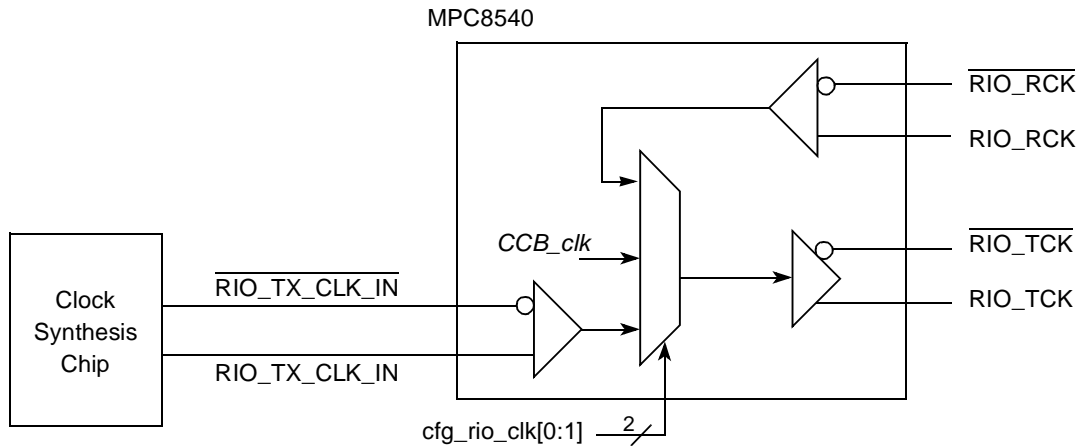 MPC8540
RIO_RCK
RIO_RCK
CCB_clk
RIO_TCK
RIO_TX_CLK_IN
RIO_TCK
Clock
Synthesis
Chip
RIO_TX_CLK_IN
cfg_rio_clk[0:1]
2